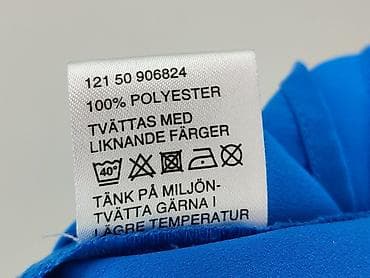 121 50 906824
100% POLYESTER
TVÄTTAS MED
LIKNANDE FÄRGER
40°
TÄNK PÅ MILJÖN-
TVÄTTA GÄRNA I
LÄGRE TEMPERATUR